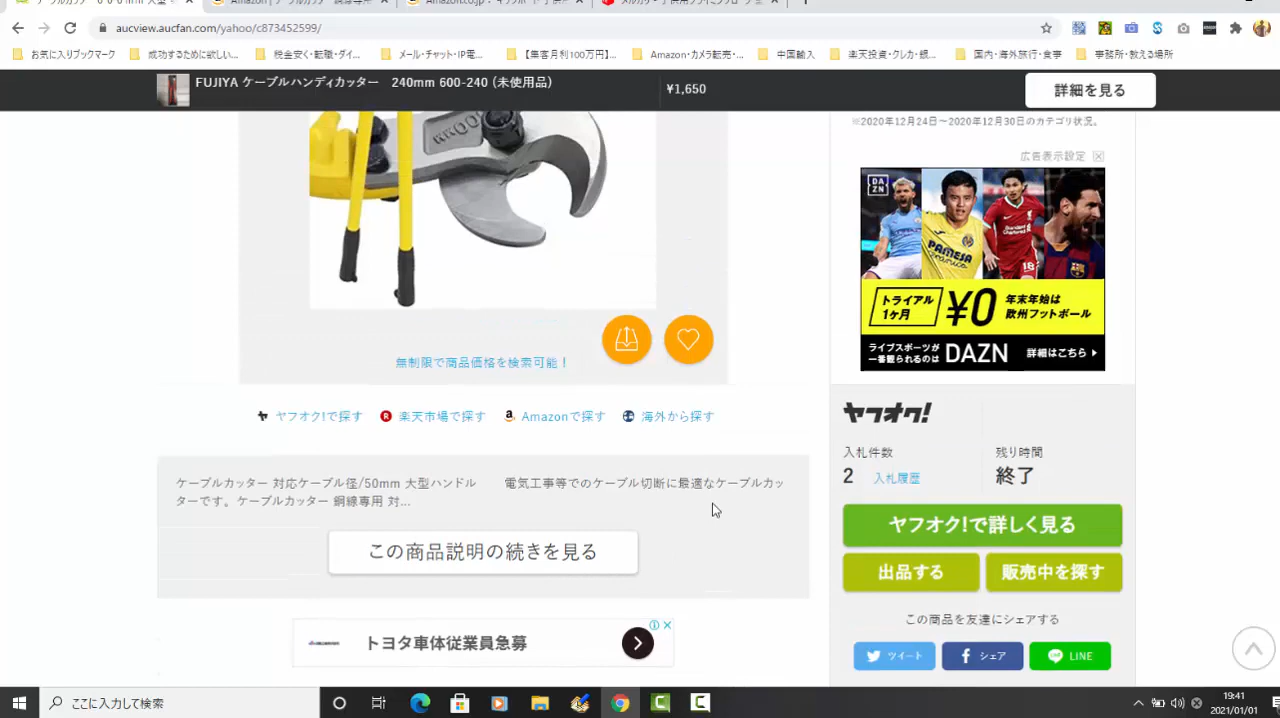 aucview.aucfan.com/yahoo/c873452599/
お気に入りブックマーク
成功するために欲しい...
税金安い・転職・ダイ...
メール・チャット・IP電...
【集客月利100万円】...
Amazon・カメラ転売・...
中国輸入
楽天投資・クレカ・銀...
国内・海外旅行・食事
事務所・教える場所
FUJIYA ケーブルハンディカッター 240mm 600-240 (未使用品)
¥1,650
詳細を見る
※2020年12月24日～2020年12月30日のカテゴリ状況。
広告表示設定
DAZN
PAMESA
トライアル
1ヶ月
¥0
年末年始は
欧州フットボール
ライブスポーツが
一番観られるのは
DAZN
詳細はこちら
無制限で商品価格を検索可能！
ヤフオク!で探す
楽天市場で探す
Amazonで探す
海外から探す
ヤフオク!
入札件数
残り時間
2
入札履歴
終了
ケーブルカッター 対応ケーブル径/50mm 大型ハンドル 電気工事等でのケーブル切断に最適なケーブルカッ
ターです。ケーブルカッター 銅線専用 対...
この商品説明の続きを見る
ヤフオク!で詳しく見る
出品する
販売中を探す
この商品を友達にシェアする
トヨタ車体従業員急募
ツイート
シェア
LINE
ここに入力して検索
19:41
2021/01/01